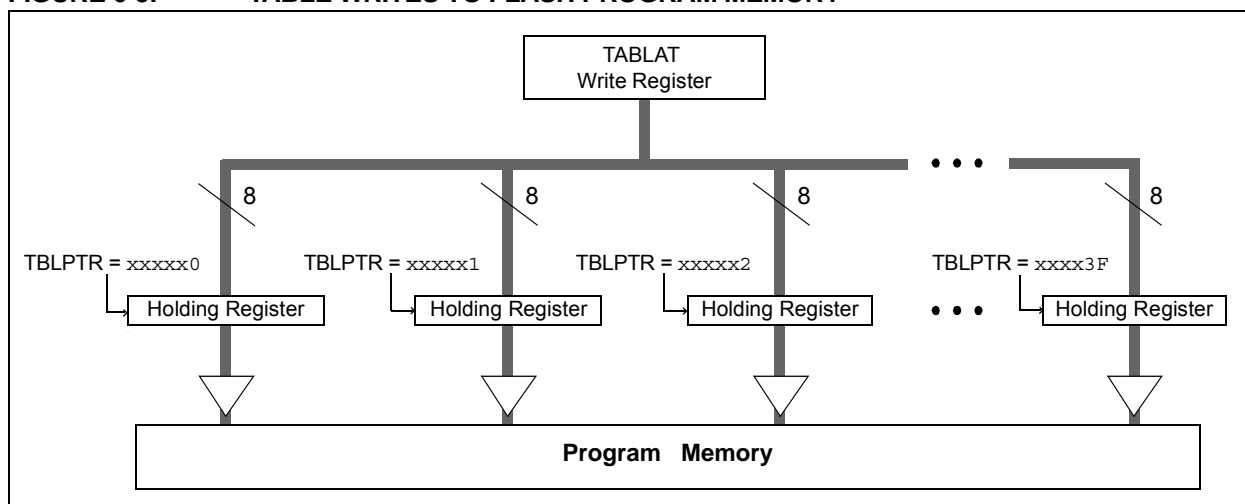 TABLAT
Write Register
8 8 8 8
TBLPTR = xxxxx0 TBLPTR = xxxxx1 TBLPTR = xxxxx2 TBLPTR = xxxx3F
Holding Register Holding Register Holding Register Holding Register
Program Memory